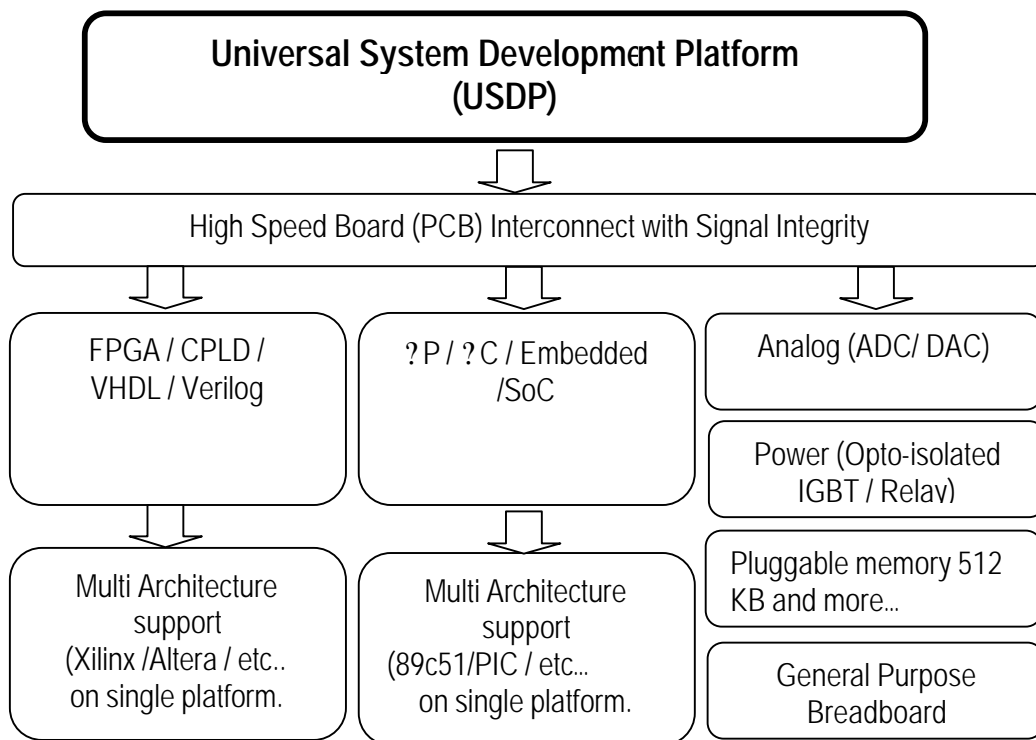 Universal System Development Platform
(USDP)
High Speed Board (PCB) Interconnect with Signal Integrity
FPGA / CPLD /
VHDL / Verilog
?P / ?C / Embedded
/SoC
Analog (ADC/ DAC)
Power (Opto-isolated
IGBT / Relay)
Multi Architecture
support
(Xilinx /Altera / etc..
on single platform.
Multi Architecture
support
(89c51/PIC / etc...
on single platform.
Pluggable memory 512
KB and more...
General Purpose
Breadboard